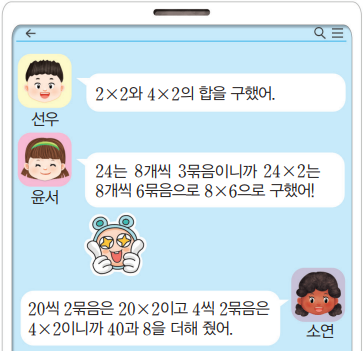 2×2와 4×2의 합을 구했어.
선우
24는 8개씩 3묶음이니까 24×2는
8개씩 6묶음으로 8×6으로 구했어!
윤서
20씩 2묶음은 20×2이고 4씩 2묶음은
4×2이니까 40과 8을 더해 줬어.
소연